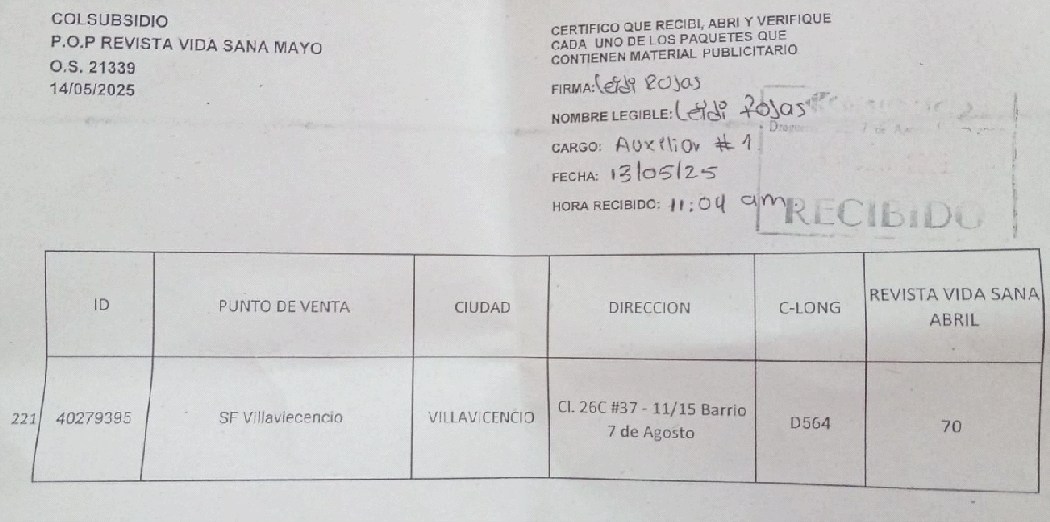 COLSUBSIDIO
P.O.P REVISTA VIDA SANA MAYO
O.S. 21339
14/05/2025
CERTIFICO QUE RECIBI, ABRI Y VERIFIQUE
CADA UNO DE LOS PAQUETES QUE
CONTIENEN MATERIAL PUBLICITARIO
FIRMA: Leidi Rojas
NOMBRE LEGIBLE: Leidi Rojas
CARGO: Auxiliar # 1
FECHA: 13/05/25
HORA RECIBIDO: 11:04 am
RECIBIDO
ID PUNTO DE VENTA CIUDAD DIRECCION C-LONG REVISTA VIDA SANA
ABRIL
221 40279395 SF Villaviecencio VILLAVICENCIO Cl. 26C #37 - 11/15 Barrio
7 de Agosto D564 70